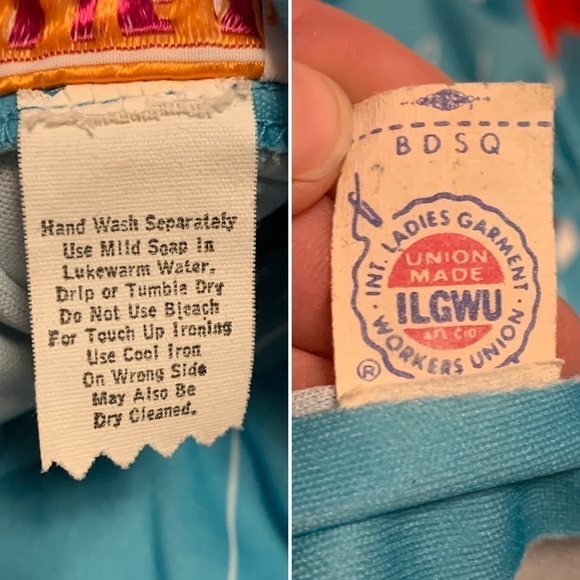 Hand Wash Separately
Use Mild Soap in
Lukewarm Water.
Drip or Tumble Dry
Do Not Use Bleach
For Touch Up Ironing
Use Cool Iron
On Wrong Side
May Also Be
Dry Cleaned.
BDSQ
INT. LADIES GARMENT
UNION
MADE
ILGWU
AFL CIO
· WORKERS UNION ·
®